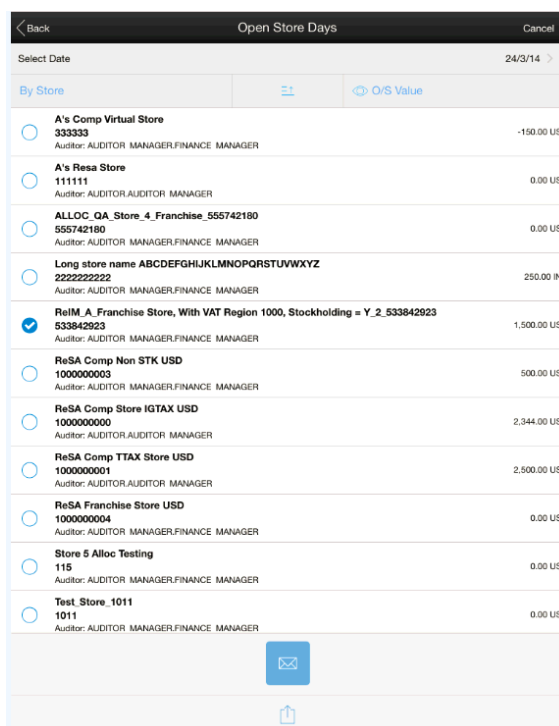 Back
Open Store Days
Cancel
Select Date
24/3/14
By Store
O/S Value
A's Comp Virtual Store
333333
-150.00 US
Auditor: AUDITOR MANAGER.FINANCE MANAGER
A's Resa Store
111111
0.00 US
Auditor: AUDITOR.AUDITOR MANAGER
ALLOC_QA_Store_4_Franchise_555742180
555742180
0.00 US
Auditor: AUDITOR MANAGER.FINANCE MANAGER
Long store name ABCDEFGHIJKLMNOPQRSTUVWXYZ
2222222222
250.00 IN
Auditor: AUDITOR MANAGER.FINANCE MANAGER
ReIM_A_Franchise Store, With VAT Region 1000, Stockholding = Y_2_533842923
533842923
1,500.00 US
Auditor: AUDITOR MANAGER.FINANCE MANAGER
ReSA Comp Non STK USD
1000000003
500.00 US
Auditor: AUDITOR MANAGER.FINANCE MANAGER
ReSA Comp Store IGTAX USD
1000000000
2,344.00 US
Auditor: AUDITOR.AUDITOR MANAGER
ReSA Comp TTAX Store USD
1000000001
2,500.00 US
Auditor: AUDITOR.AUDITOR MANAGER
ReSA Franchise Store USD
1000000004
0.00 US
Auditor: AUDITOR MANAGER.FINANCE MANAGER
Store 5 Alloc Testing
115
0.00 US
Auditor: AUDITOR MANAGER.FINANCE MANAGER
Test_Store_1011
1011
0.00 US
Auditor: AUDITOR MANAGER.FINANCE MANAGER